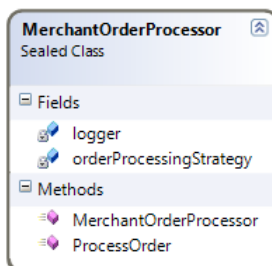 MerchantOrderProcessor
Sealed Class
Fields
logger
orderProcessingStrategy
Methods
MerchantOrderProcessor
ProcessOrder